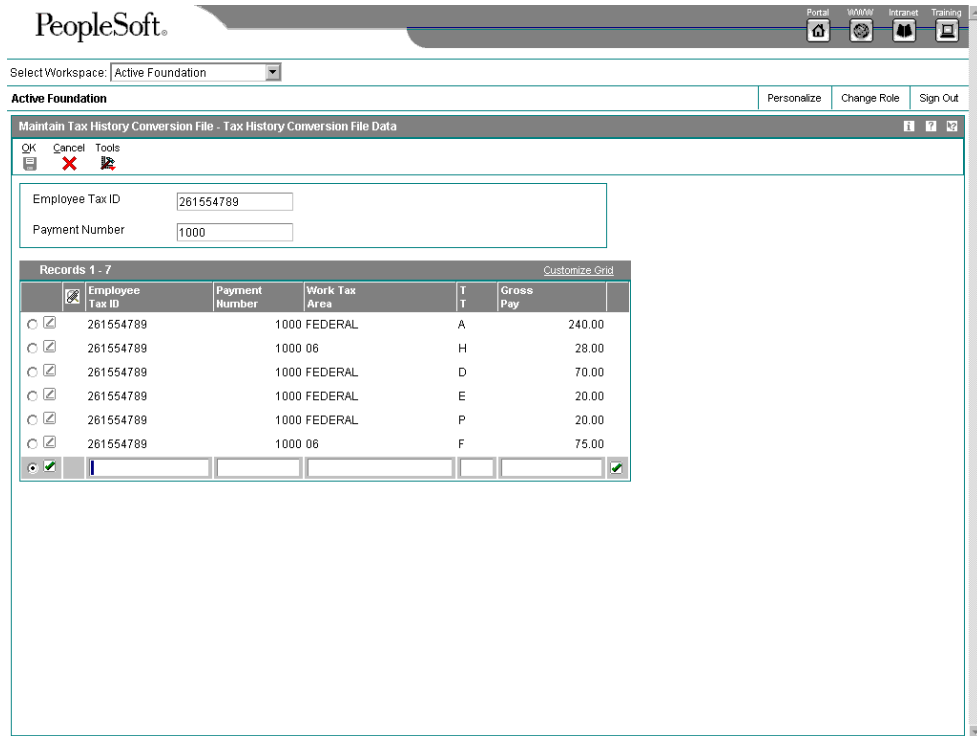 PeopleSoft®
Portal WWW Intranet Training
Select Workspace: Active Foundation
Active Foundation Personalize Change Role Sign Out
Maintain Tax History Conversion File - Tax History Conversion File Data
OK Cancel Tools
Employee Tax ID 261554789
Payment Number 1000
Records 1 - 7 Customize Grid
Employee Tax ID Payment Number Work Tax Area T T Gross Pay
261554789 1000 FEDERAL A 240.00
261554789 1000 06 H 28.00
261554789 1000 FEDERAL D 70.00
261554789 1000 FEDERAL E 20.00
261554789 1000 FEDERAL P 20.00
261554789 1000 06 F 75.00